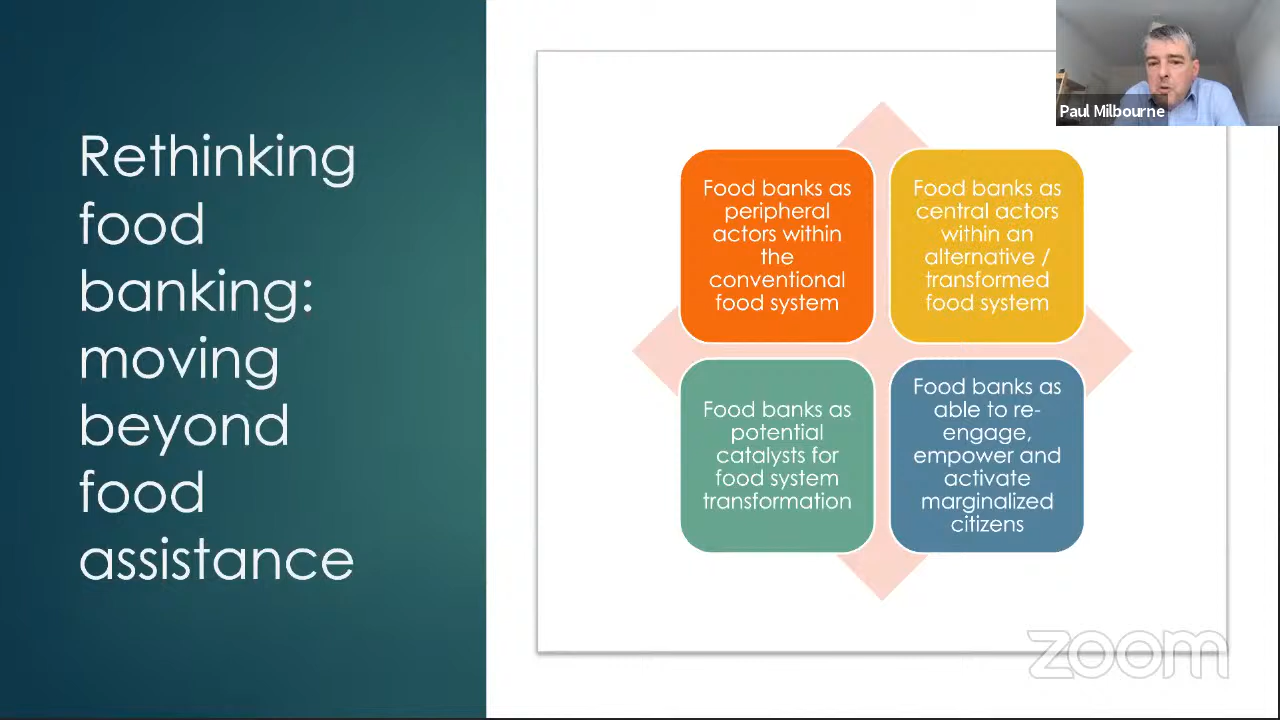 Rethinking
food
banking:
moving
beyond
food
assistance
Food banks as
peripheral
actors within
the
conventional
food system
Food banks as
central actors
within an
alternative /
transformed
food system
Food banks as
potential
catalysts for
food system
transformation
Food banks as
able to re-
engage,
empower and
activate
marginalized
citizens
Paul Milbourne
zoom